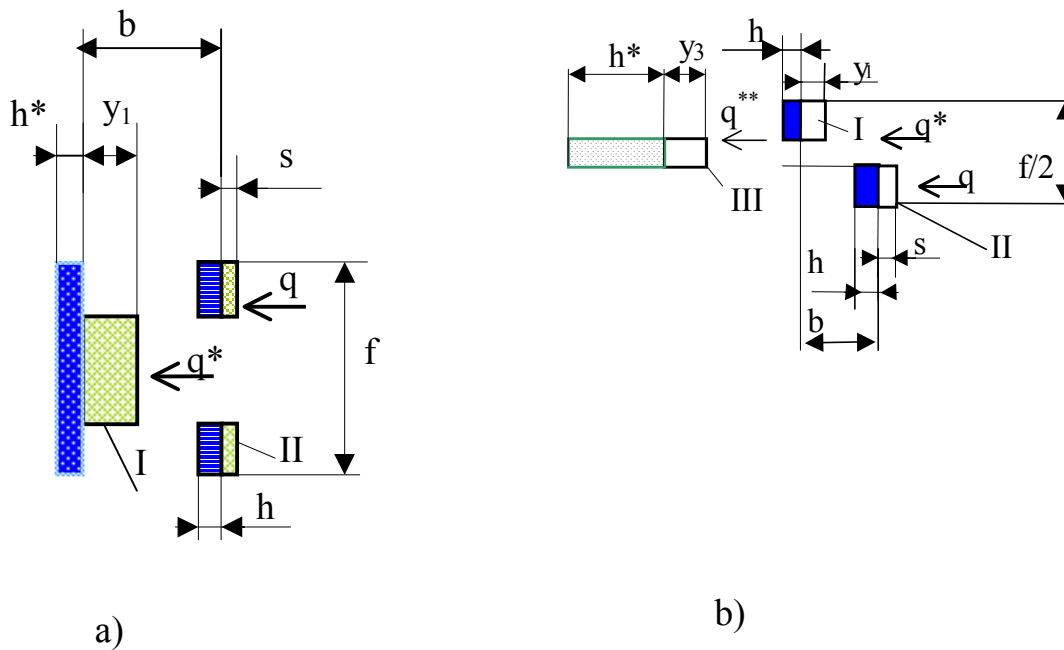 b
h* y₁
s
q
f
q*
I
II
h
a)
h
h* y₃
y₁
q** I q*
f/2
q
III
II
s
h
b
b)